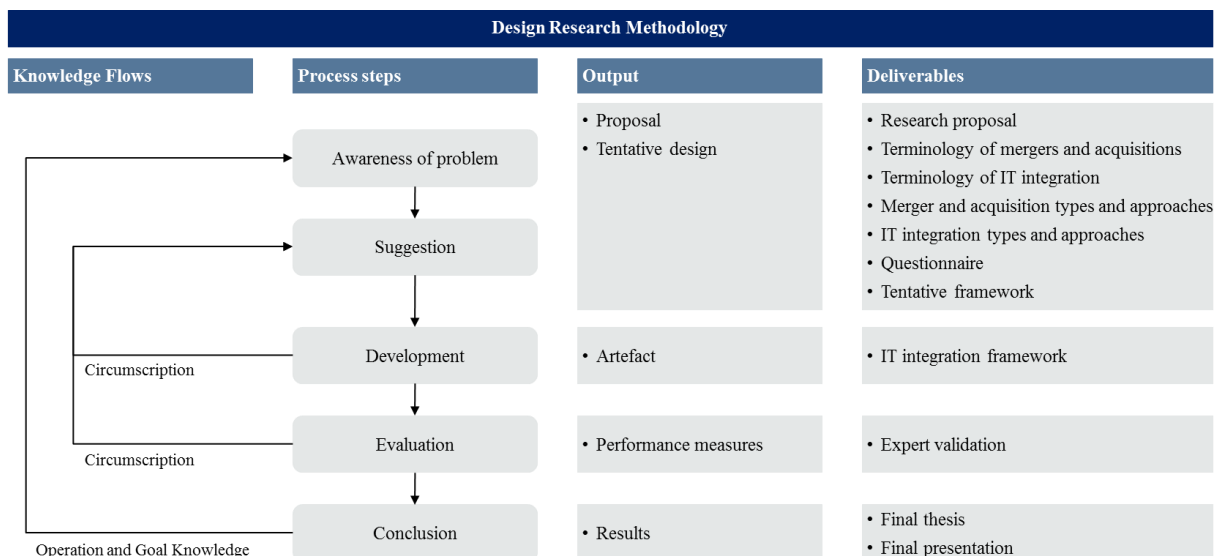 Design Research Methodology
Knowledge Flows
Process steps
Output
Deliverables
Awareness of problem
• Proposal
• Tentative design
• Research proposal
• Terminology of mergers and acquisitions
• Terminology of IT integration
• Merger and acquisition types and approaches
• IT integration types and approaches
• Questionnaire
• Tentative framework
Suggestion
Development
• Artefact
• IT integration framework
Circumscription
Evaluation
• Performance measures
• Expert validation
Circumscription
Conclusion
• Results
• Final thesis
• Final presentation
Operation and Goal Knowledge